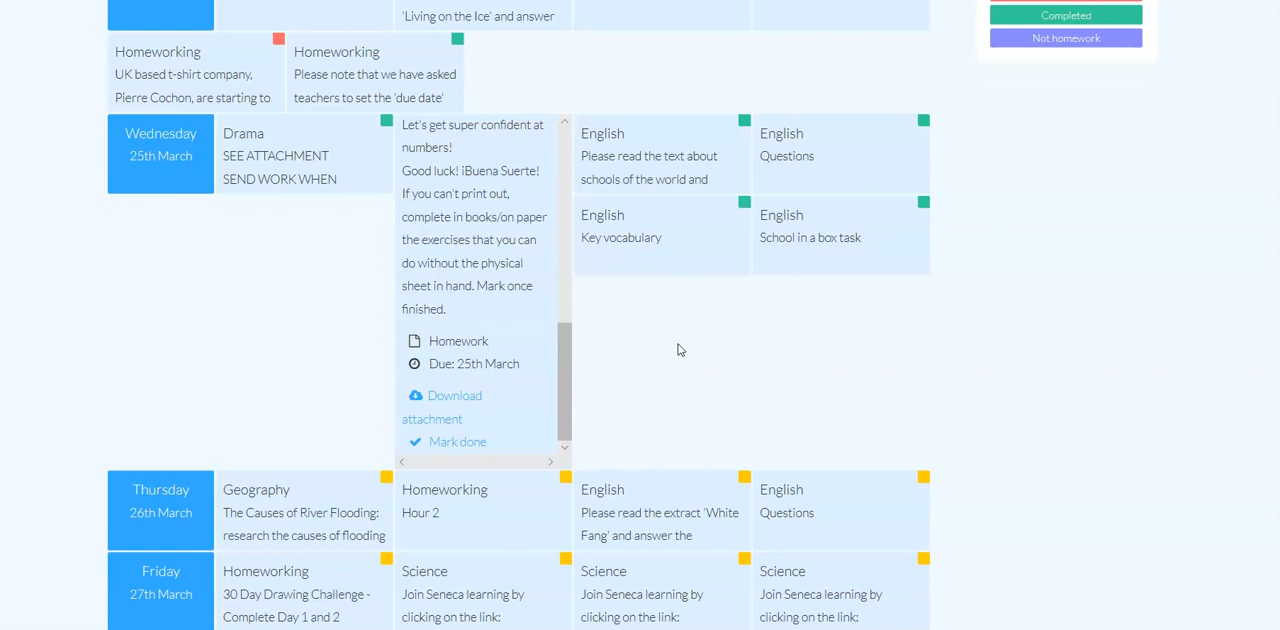 'Living on the Ice' and answer
Completed
Not homework
Homeworking
UK based t-shirt company,
Pierre Cochon, are starting to
Homeworking
Please note that we have asked
teachers to set the 'due date'
Wednesday
25th March
Drama
SEE ATTACHMENT
SEND WORK WHEN
Let's get super confident at
numbers!
Good luck! ¡Buena Suerte!
If you can't print out,
complete in books/on paper
the exercises that you can
do without the physical
sheet in hand. Mark once
finished.
Homework
Due: 25th March
Download
attachment
Mark done
English
Please read the text about
schools of the world and
English
Questions
English
Key vocabulary
English
School in a box task
Thursday
26th March
Geography
The Causes of River Flooding:
research the causes of flooding
Homeworking
Hour 2
English
Please read the extract 'White
Fang' and answer the
English
Questions
Friday
27th March
Homeworking
30 Day Drawing Challenge -
Complete Day 1 and 2
Science
Join Seneca learning by
clicking on the link:
Science
Join Seneca learning by
clicking on the link:
Science
Join Seneca learning by
clicking on the link: